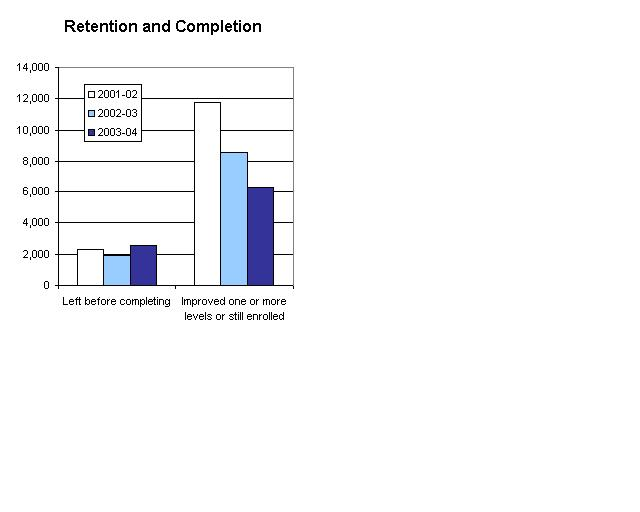 Retention and Completion
14,000
12,000
10,000
8,000
6,000
4,000
2,000
0
2001-02
2002-03
2003-04
Left before completing
Improved one or more
levels or still enrolled